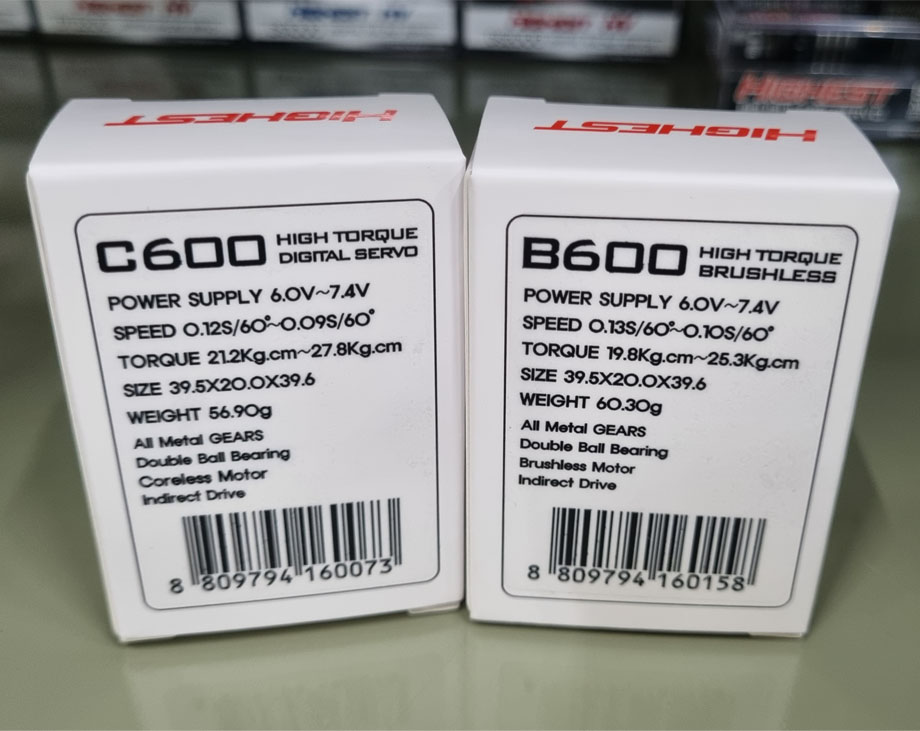 HIGHEST
C600 HIGH TORQUE
DIGITAL SERVO
POWER SUPPLY 6.0V~7.4V
SPEED 0.12S/60°~0.09S/60°
TORQUE 21.2Kg.cm~27.8Kg.cm
SIZE 39.5X20.0X39.6
WEIGHT 56.90g
All Metal GEARS
Double Ball Bearing
Coreless Motor
Indirect Drive
8 809794 160073
HIGHEST
B600 HIGH TORQUE
BRUSHLESS
POWER SUPPLY 6.0V~7.4V
SPEED 0.13S/60°~0.10S/60°
TORQUE 19.8Kg.cm~25.3Kg.cm
SIZE 39.5X20.0X39.6
WEIGHT 60.30g
All Metal GEARS
Double Ball Bearing
Brushless Motor
Indirect Drive
8 809794 160158
HIGHEST